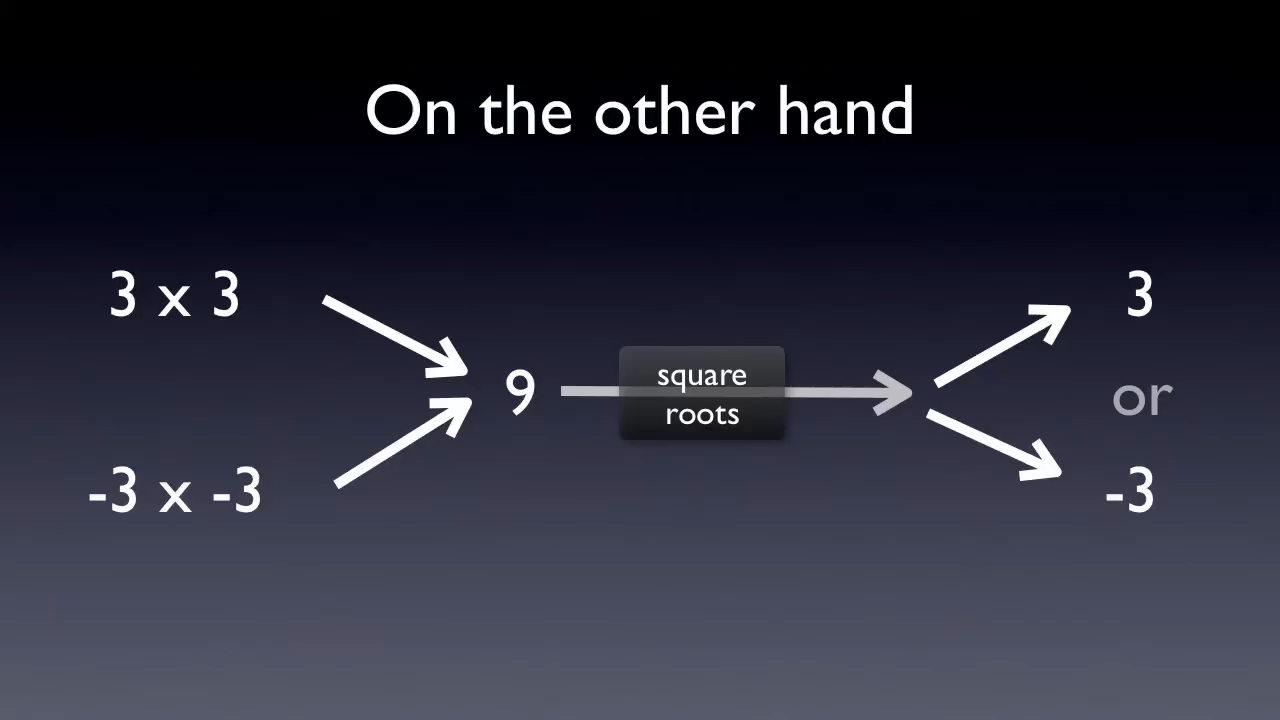 On the other hand
3 x 3
3
9
square
roots
or
-3 x -3
-3